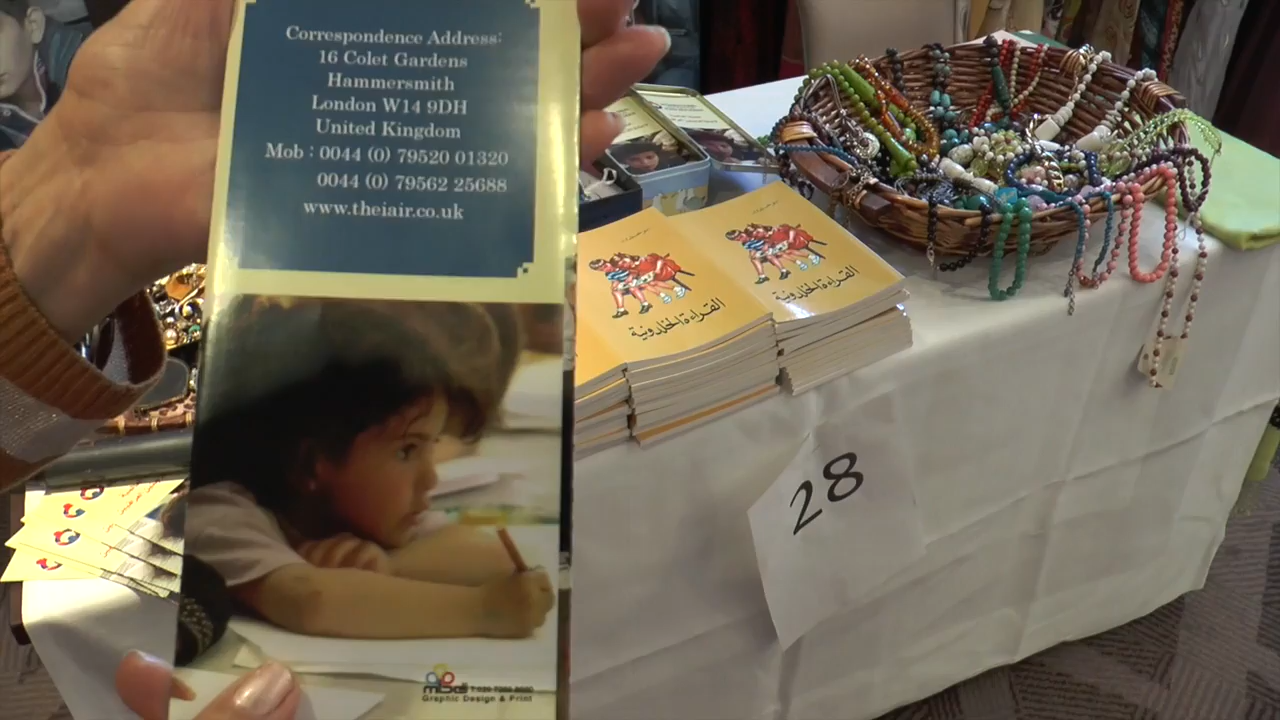 Correspondence Address:
16 Colet Gardens
Hammersmith
London W14 9DH
United Kingdom
Mob : 0044 (0) 79520 01320
0044 (0) 79562 25688
www.theiair.co.uk
Graphic Design & Print
القراءة الخلدونية
القراءة الخلدونية
28